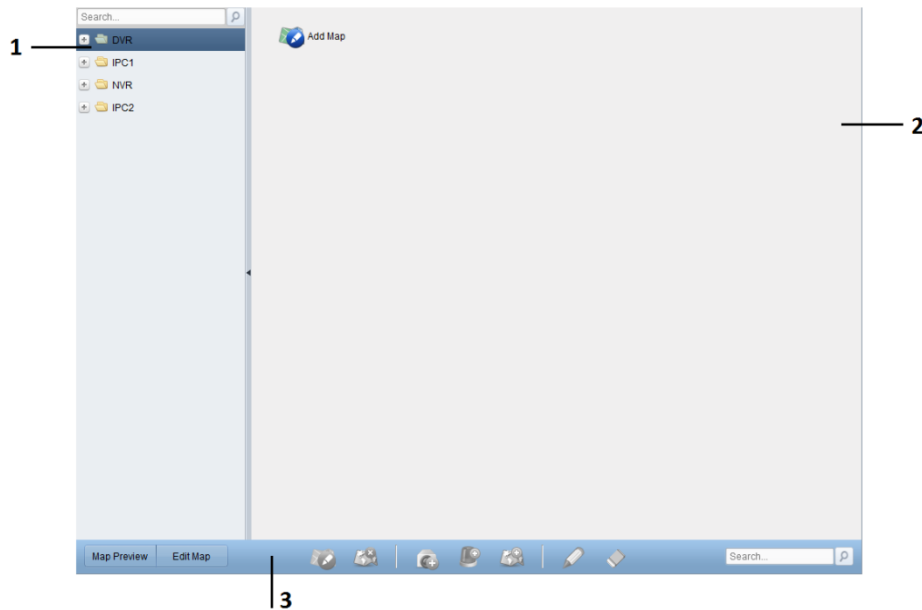 Search...
1
DVR
Add Map
IPC1
NVR
IPC2
2
Map Preview
Edit Map
Search...
3